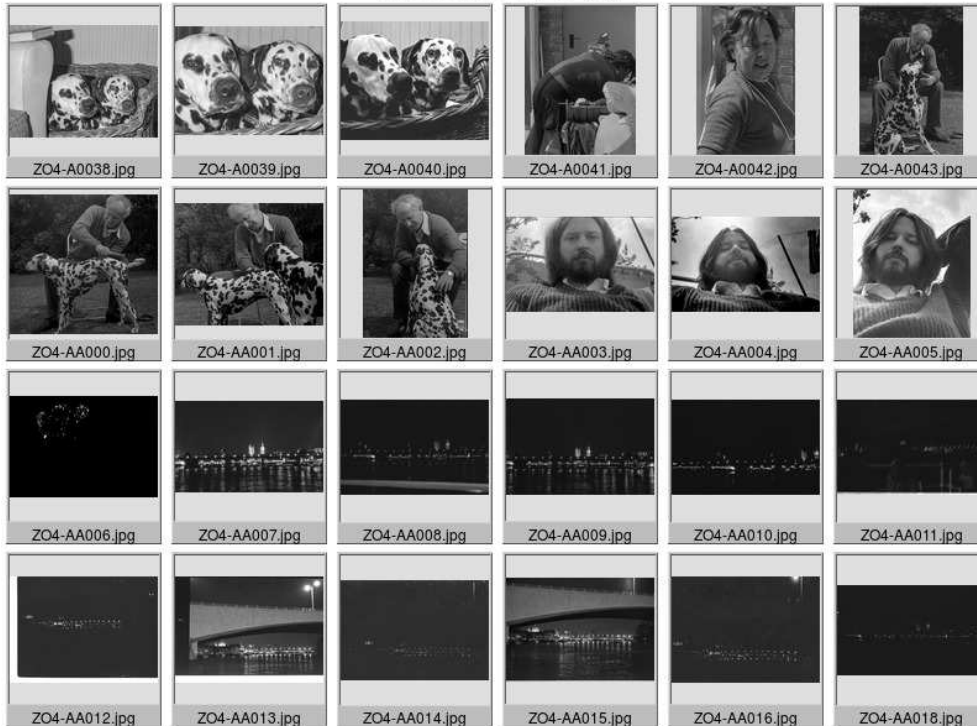 ZO4-A0038.jpg ZO4-A0039.jpg ZO4-A0040.jpg ZO4-A0041.jpg ZO4-A0042.jpg ZO4-A0043.jpg
ZO4-AA000.jpg ZO4-AA001.jpg ZO4-AA002.jpg ZO4-AA003.jpg ZO4-AA004.jpg ZO4-AA005.jpg
ZO4-AA006.jpg ZO4-AA007.jpg ZO4-AA008.jpg ZO4-AA009.jpg ZO4-AA010.jpg ZO4-AA011.jpg
ZO4-AA012.jpg ZO4-AA013.jpg ZO4-AA014.jpg ZO4-AA015.jpg ZO4-AA016.jpg ZO4-AA018.jpg